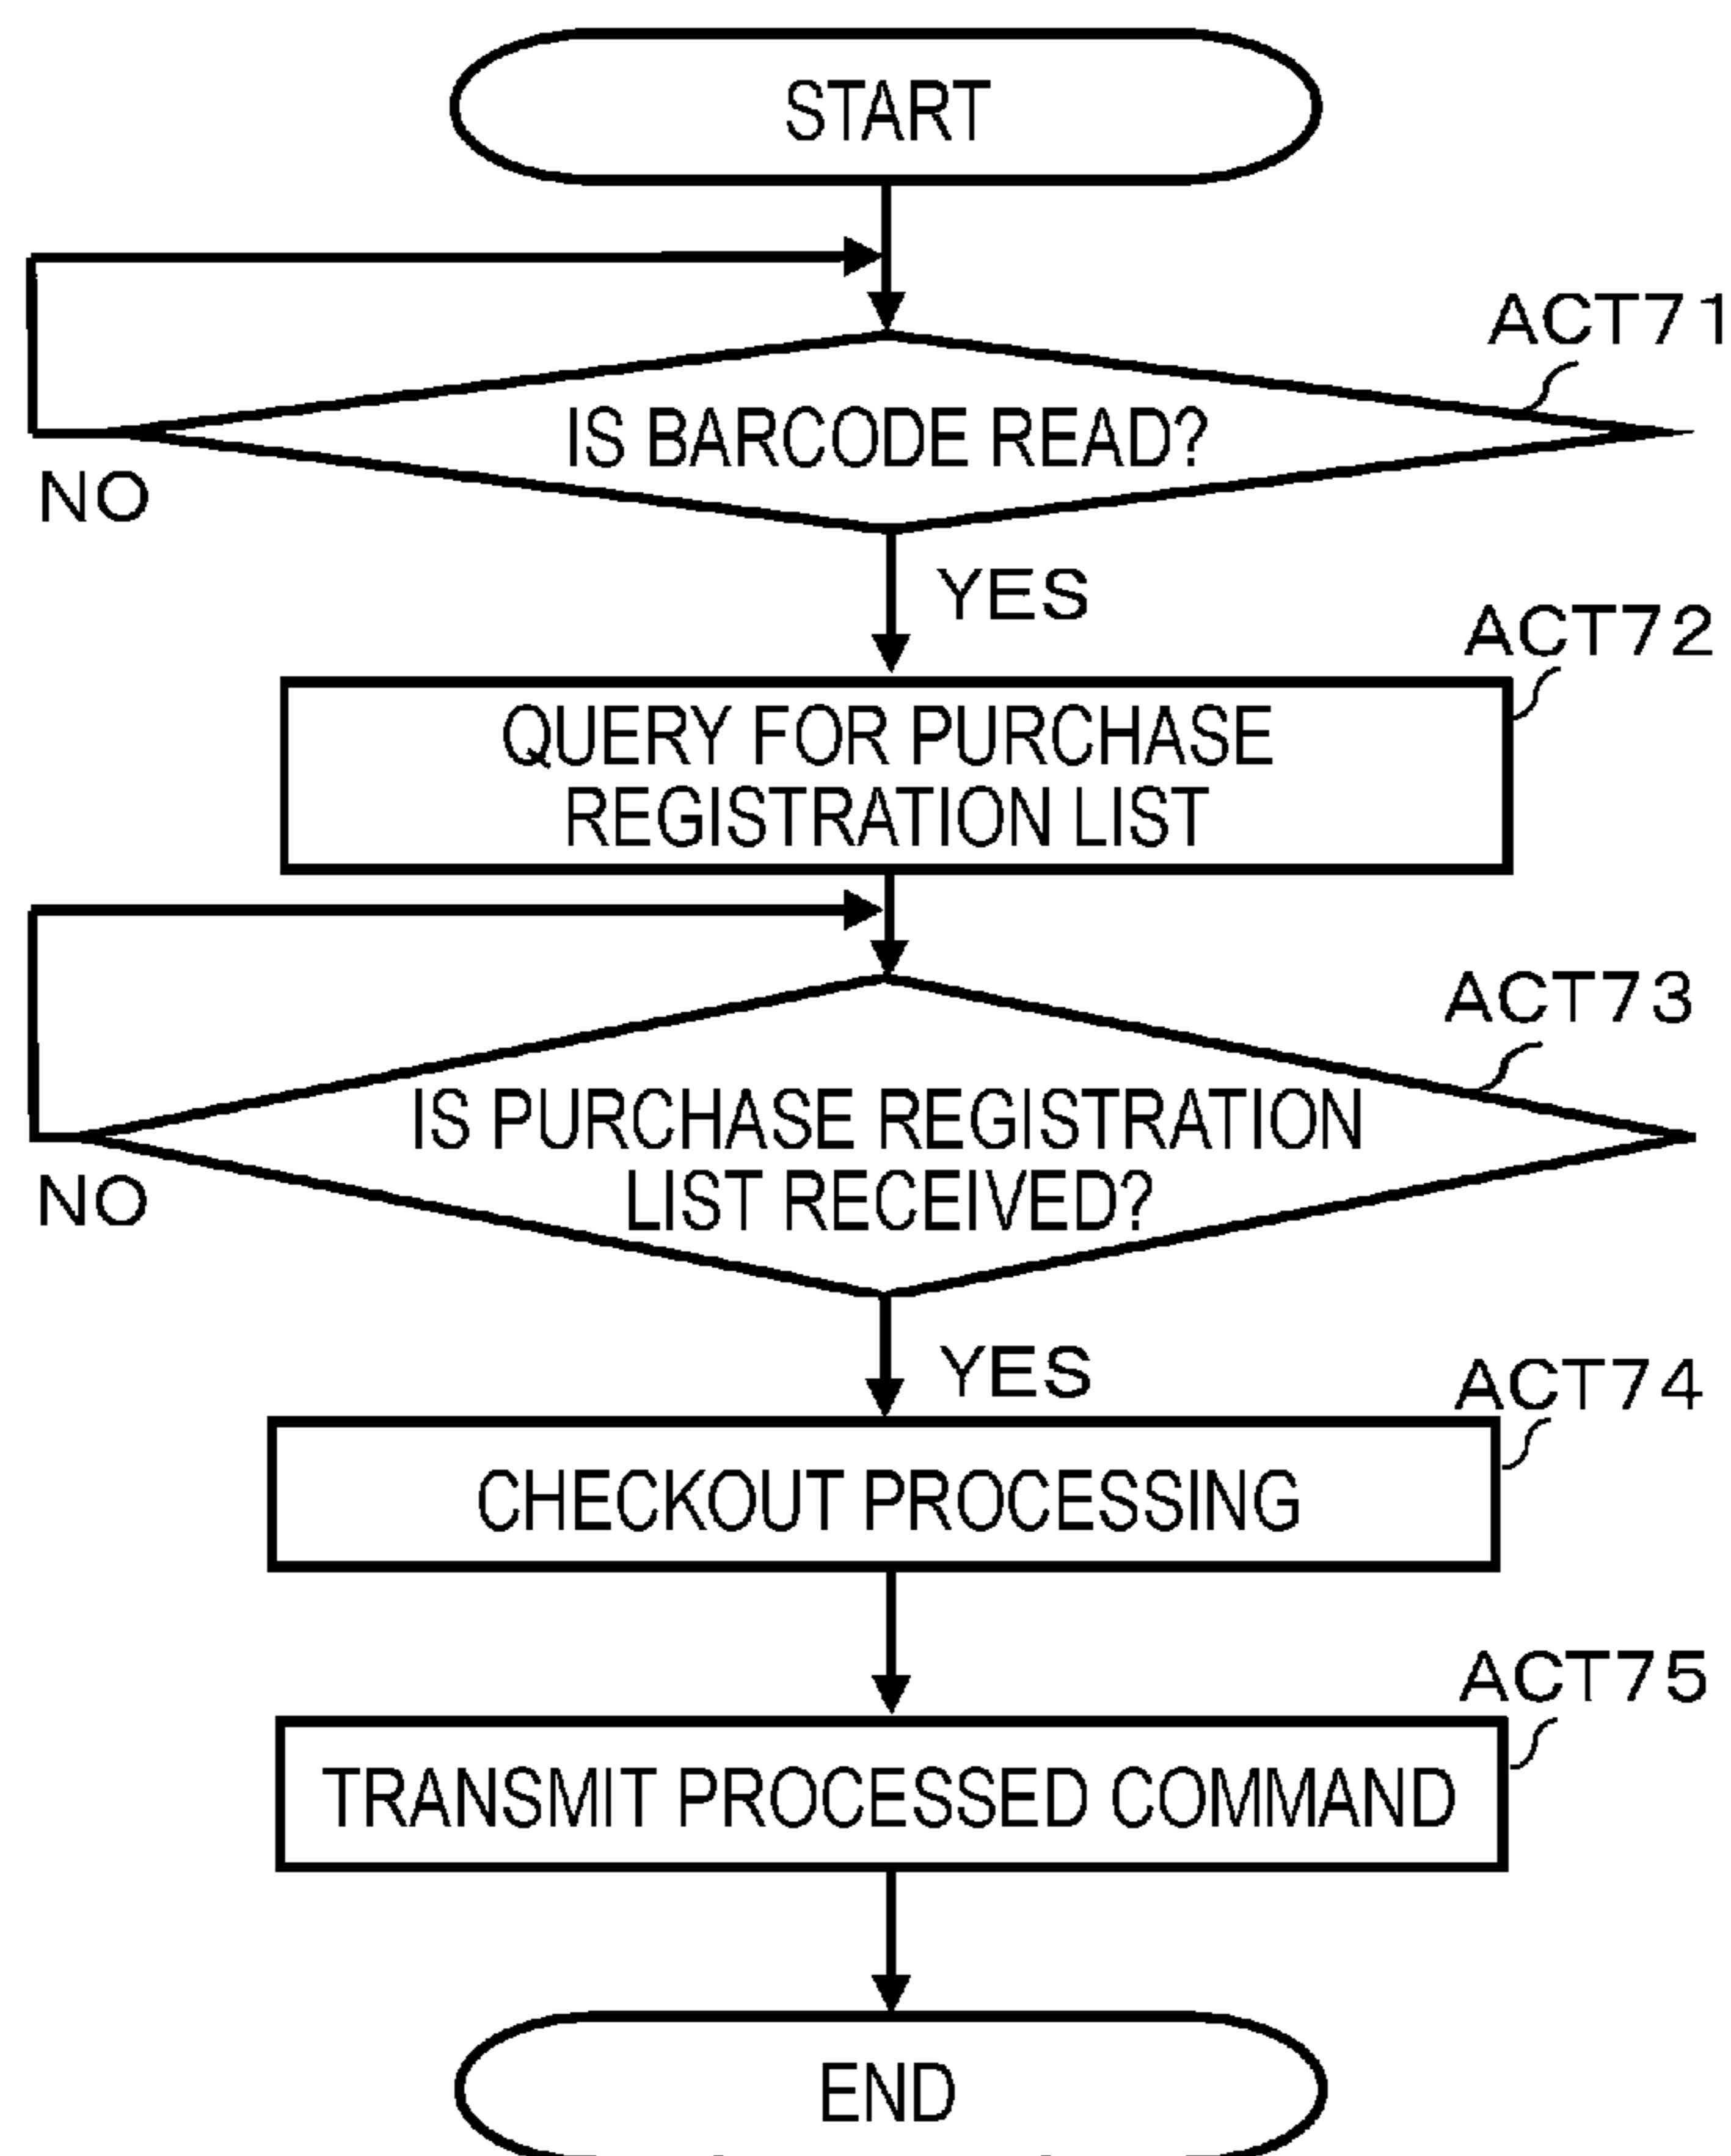 START
ACT71
IS BARCODE READ?
NO
YES
ACT72
QUERY FOR PURCHASE
REGISTRATION LIST
ACT73
IS PURCHASE REGISTRATION
LIST RECEIVED?
NO
YES
ACT74
CHECKOUT PROCESSING
ACT75
TRANSMIT PROCESSED COMMAND
END